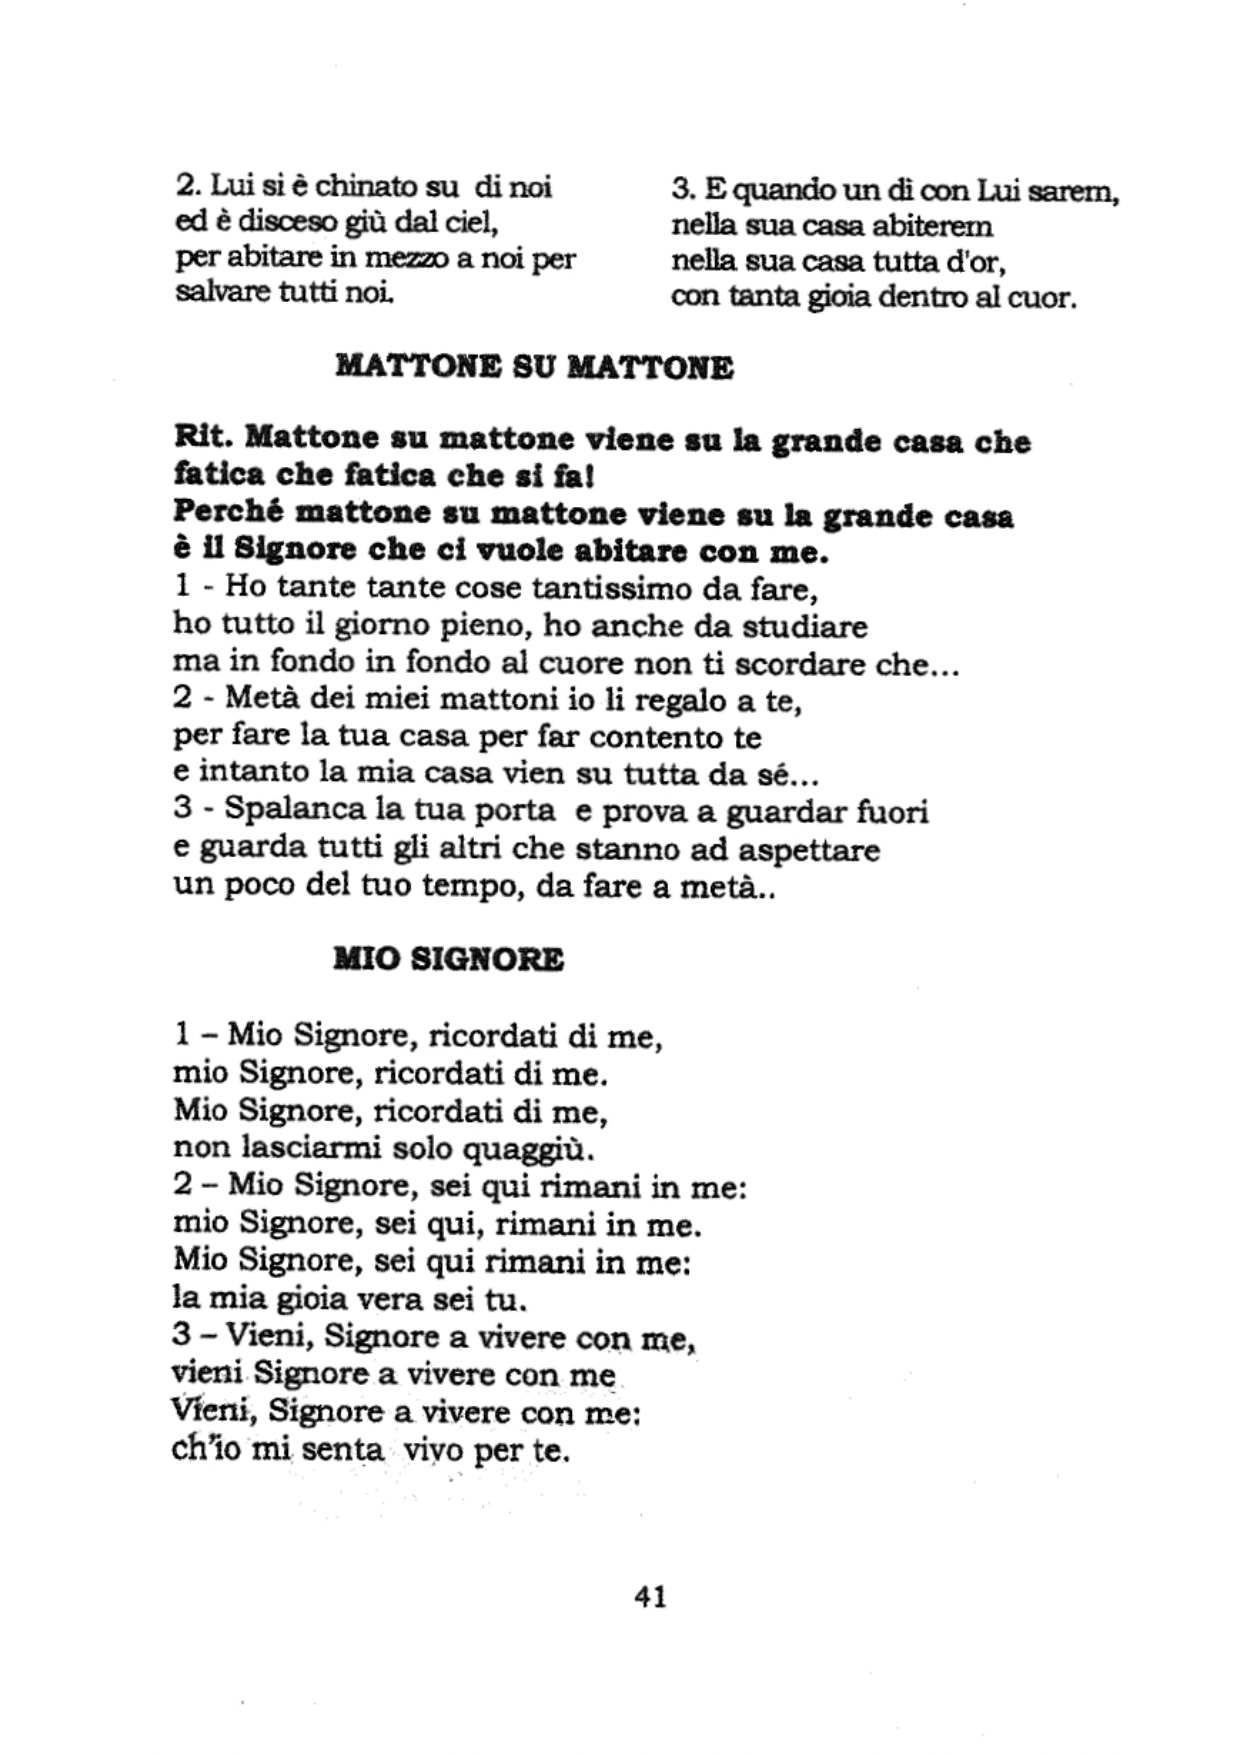 2. Lui si è chinato su di noi
ed è disceso giù dal ciel,
per abitare in mezzo a noi per
salvare tutti noi.
3. E quando un dì con Lui sarem,
nella sua casa abiterem
nella sua casa tutta d'or,
con tanta gioia dentro al cuor.
MATTONE SU MATTONE
Rit. Mattone su mattone viene su la grande casa che
fatica che fatica che si fa!
Perché mattone su mattone viene su la grande casa
è il Signore che ci vuole abitare con me.
1 - Ho tante tante cose tantissimo da fare,
ho tutto il giorno pieno, ho anche da studiare
ma in fondo in fondo al cuore non ti scordare che...
2 - Metà dei miei mattoni io li regalo a te,
per fare la tua casa per far contento te
e intanto la mia casa vien su tutta da sé...
3 - Spalanca la tua porta e prova a guardar fuori
e guarda tutti gli altri che stanno ad aspettare
un poco del tuo tempo, da fare a metà..
MIO SIGNORE
1 – Mio Signore, ricordati di me,
mio Signore, ricordati di me.
Mio Signore, ricordati di me,
non lasciarmi solo quaggiù.
2 – Mio Signore, sei qui rimani in me:
mio Signore, sei qui, rimani in me.
Mio Signore, sei qui rimani in me:
la mia gioia vera sei tu.
3 – Vieni, Signore a vivere con me,
vieni Signore a vivere con me
Vieni, Signore a vivere con me:
ch'io mi senta vivo per te.
41